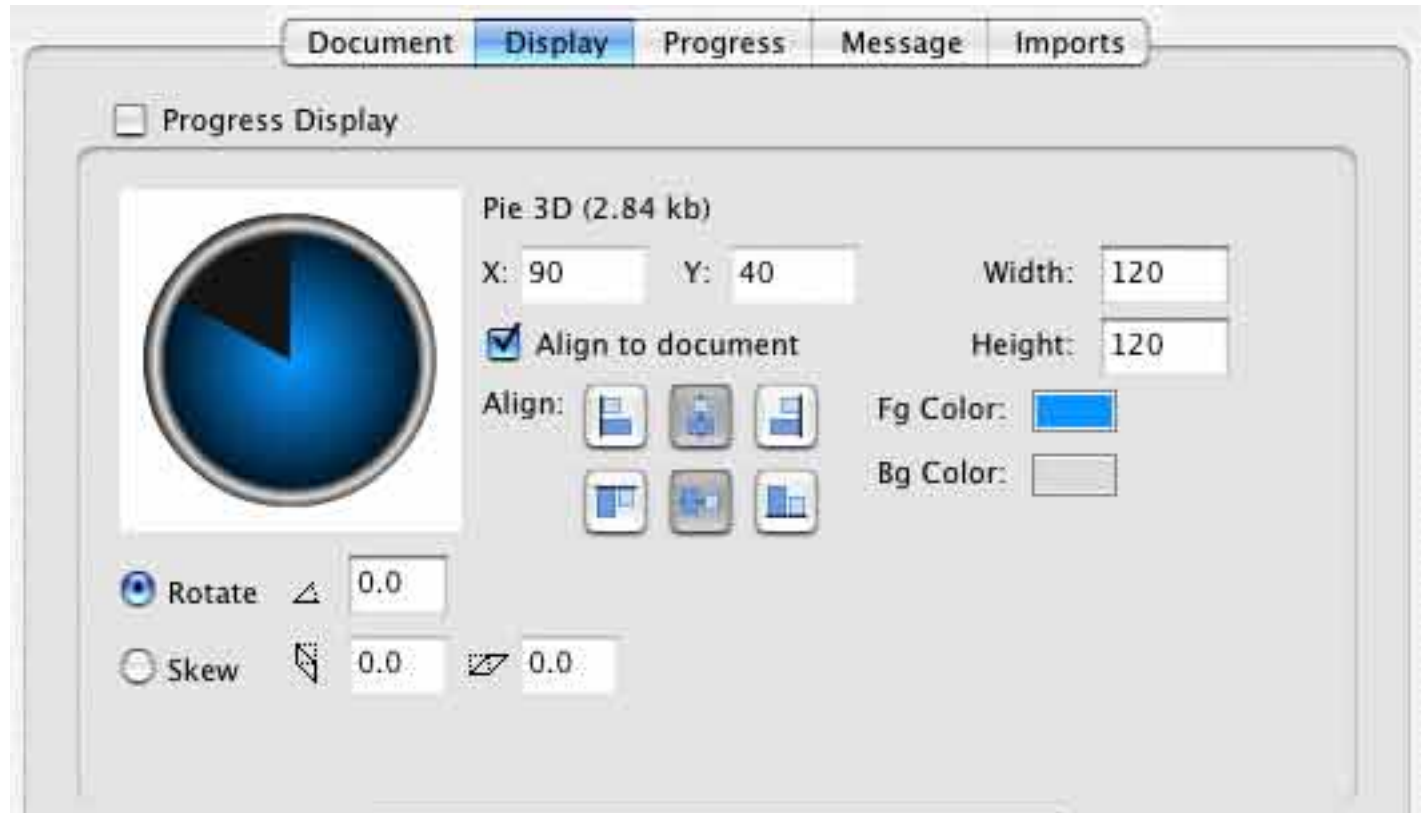 Document Display Progress Message Imports
Progress Display
Pie 3D (2.84 kb)
X: 90 Y: 40 Width: 120
Align to document Height: 120
Align: Fg Color:
Bg Color:
Rotate 0.0
Skew 0.0 0.0